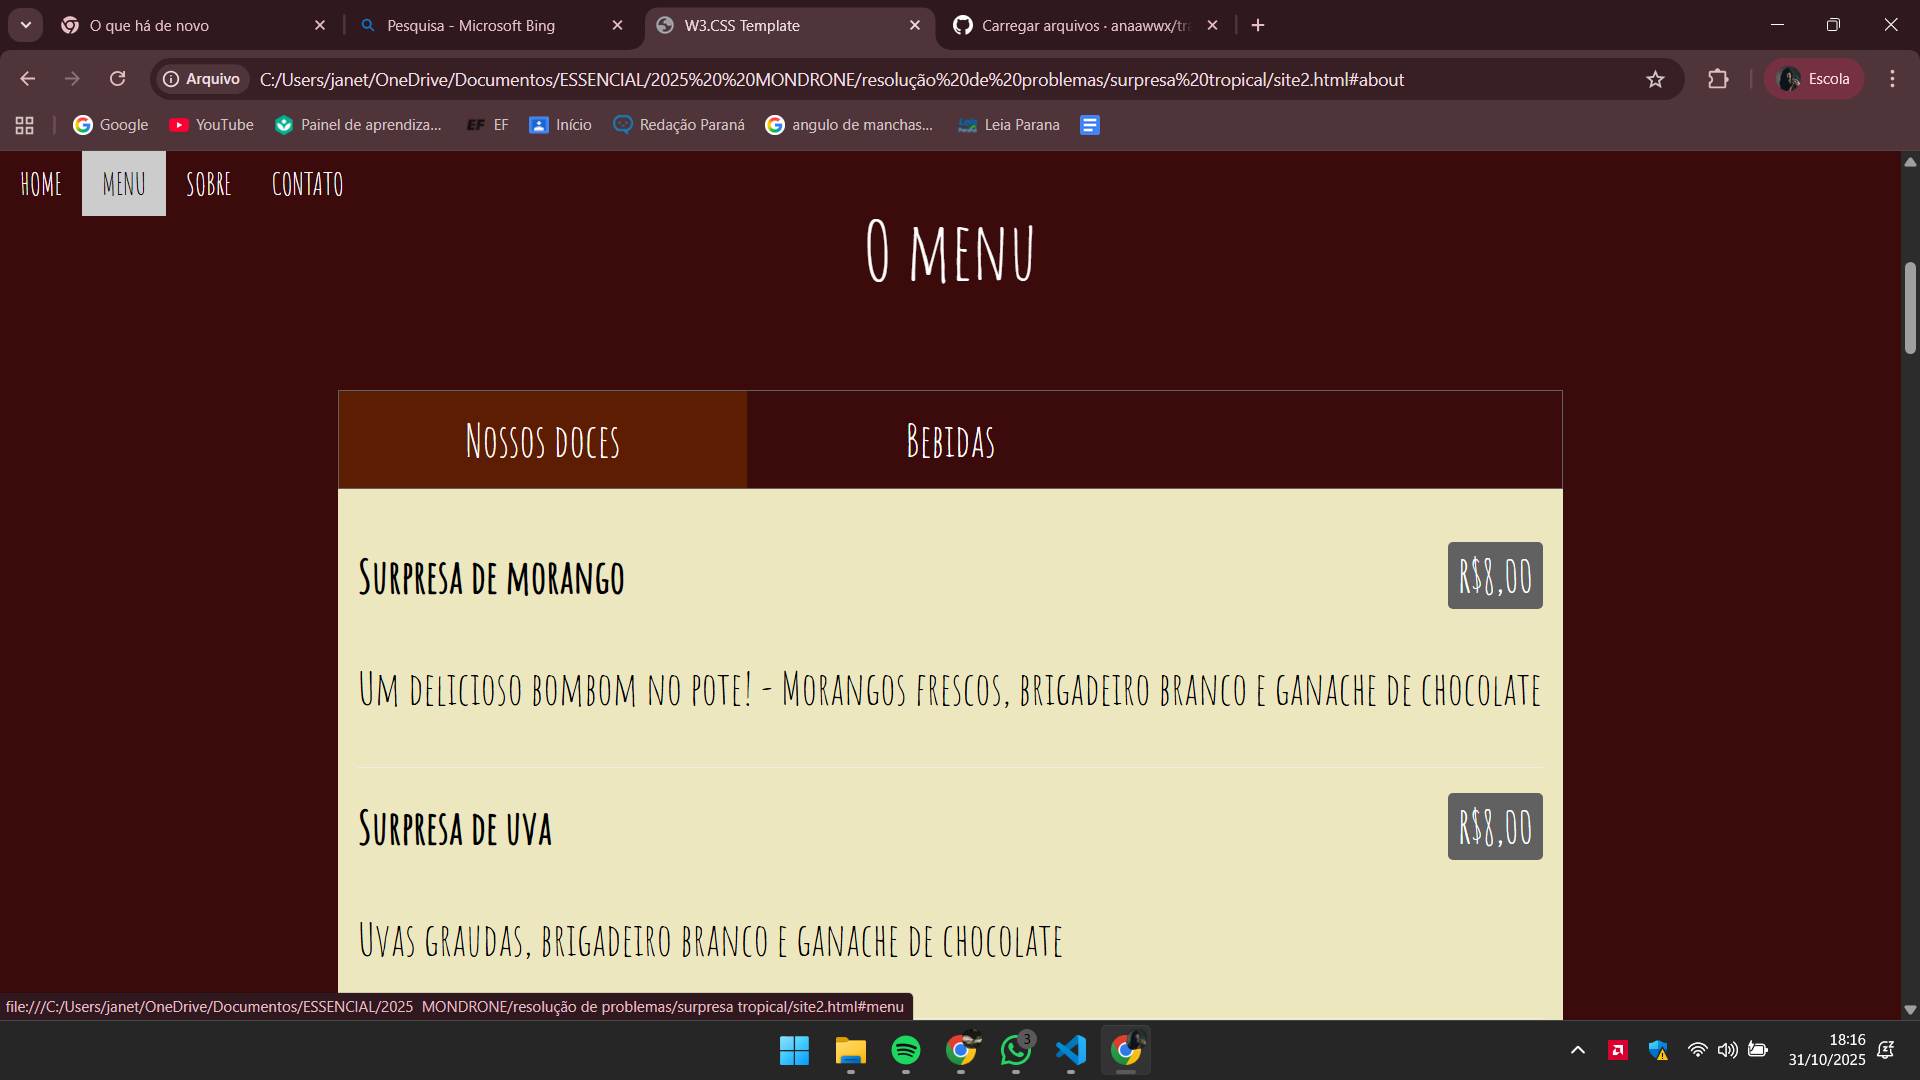 O que há de novo
Pesquisa - Microsoft Bing
W3.CSS Template
Carregar arquivos · anaawwx/tra
Arquivo
C:/Users/janet/OneDrive/Documentos/ESSENCIAL/2025%20%20MONDRONE/resolução%20de%20problemas/surpresa%20tropical/site2.html#about
Escola
Google
YouTube
Painel de aprendiza...
EF
EF
Início
Redação Paraná
angulo de manchas...
Leia Parana
HOME
MENU
SOBRE
CONTATO
O MENU
NOSSOS DOCES
BEBIDAS
SURPRESA DE MORANGO
R$8,00
UM DELICIOSO BOMBOM NO POTE! - MORANGOS FRESCOS, BRIGADEIRO BRANCO E GANACHE DE CHOCOLATE
SURPRESA DE UVA
R$8,00
UVAS GRAUDAS, BRIGADEIRO BRANCO E GANACHE DE CHOCOLATE
file:///C:/Users/janet/OneDrive/Documentos/ESSENCIAL/2025  MONDRONE/resolução de problemas/surpresa tropical/site2.html#menu
3
18:16
31/10/2025